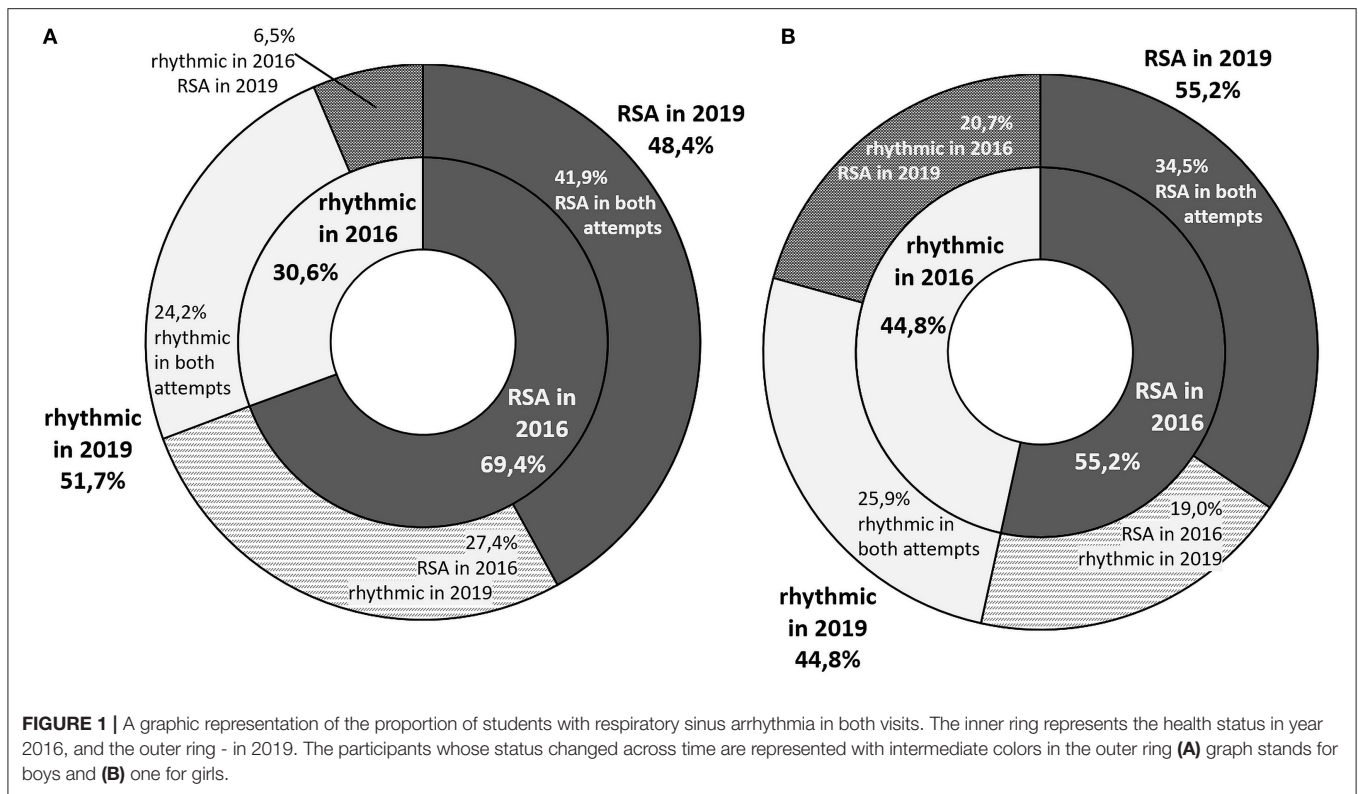 A
6,5%
rhythmic in 2016
RSA in 2019
RSA in 2019
48,4%
41,9%
RSA in both
attempts
rhythmic
in 2016
30,6%
24,2%
rhythmic
in both
attempts
RSA in
2016
69,4%
rhythmic
in 2019
51,7%
27,4%
RSA in 2016
rhythmic in 2019
B
RSA in 2019
55,2%
20,7%
rhythmic in 2016
RSA in 2019
34,5%
RSA in both
attempts
rhythmic
in 2016
44,8%
RSA in
2016
55,2%
25,9%
rhythmic in
both attempts
19,0%
RSA in 2016
rhythmic in 2019
rhythmic
in 2019
44,8%
FIGURE 1 | A graphic representation of the proportion of students with respiratory sinus arrhythmia in both visits. The inner ring represents the health status in year
2016, and the outer ring - in 2019. The participants whose status changed across time are represented with intermediate colors in the outer ring (A) graph stands for
boys and (B) one for girls.